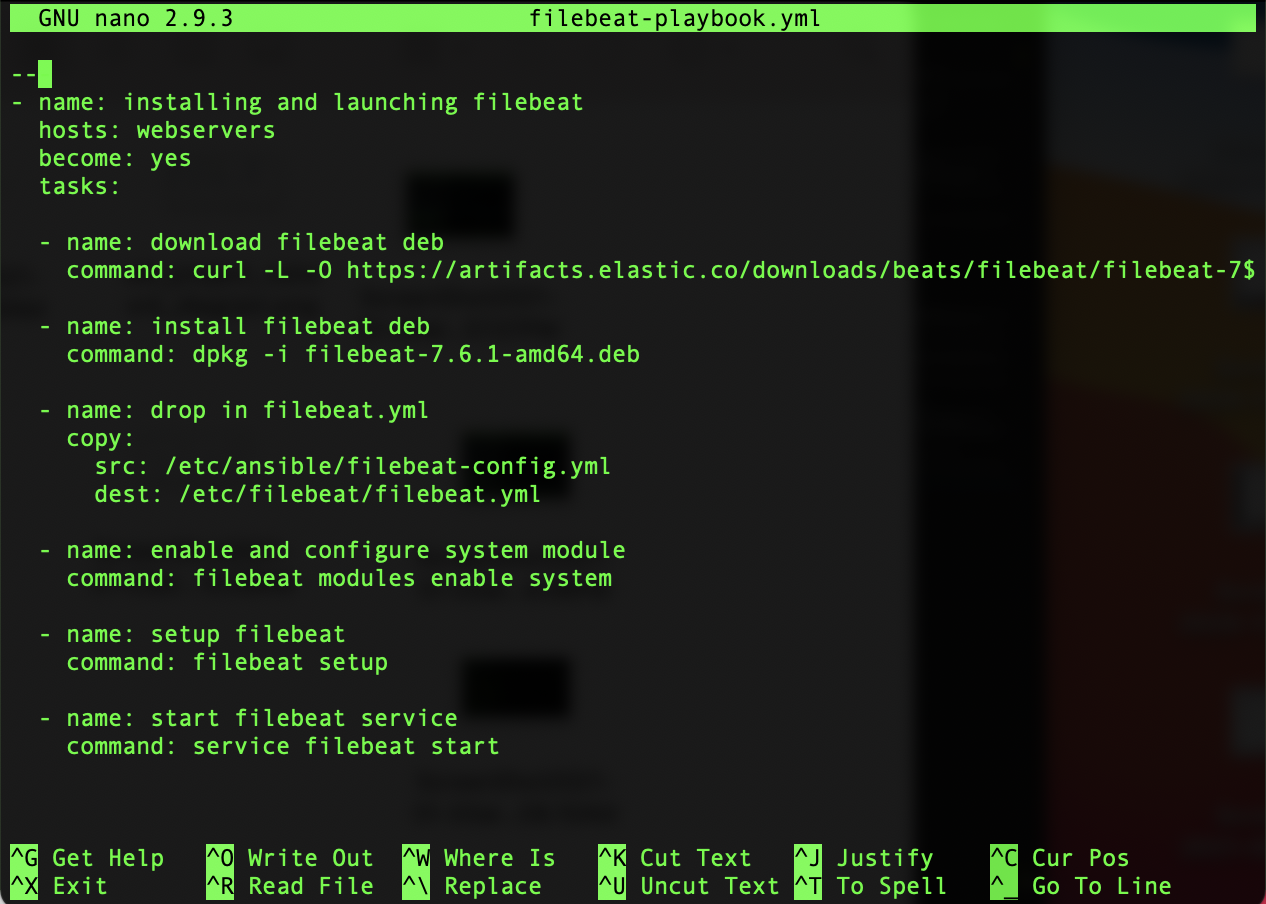 GNU nano 2.9.3 filebeat-playbook.yml
--
- name: installing and launching filebeat
  hosts: webservers
  become: yes
  tasks:
  - name: download filebeat deb
    command: curl -L -O https://artifacts.elastic.co/downloads/beats/filebeat/filebeat-7$
  - name: install filebeat deb
    command: dpkg -i filebeat-7.6.1-amd64.deb
  - name: drop in filebeat.yml
    copy:
      src: /etc/ansible/filebeat-config.yml
      dest: /etc/filebeat/filebeat.yml
  - name: enable and configure system module
    command: filebeat modules enable system
  - name: setup filebeat
    command: filebeat setup
  - name: start filebeat service
    command: service filebeat start
^G Get Help ^O Write Out ^W Where Is ^K Cut Text ^J Justify ^C Cur Pos
^X Exit ^R Read File ^\ Replace ^U Uncut Text ^T To Spell ^_ Go To Line